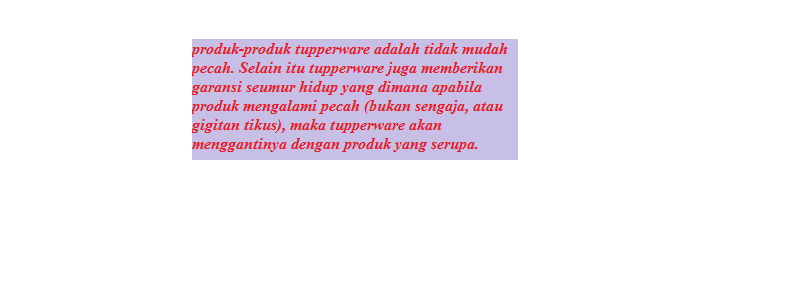 produk-produk tupperware adalah tidak mudah
pecah. Selain itu tupperware juga memberikan
garansi seumur hidup yang dimana apabila
produk mengalami pecah (bukan sengaja, atau
gigitan tikus), maka tupperware akan
menggantinya dengan produk yang serupa.